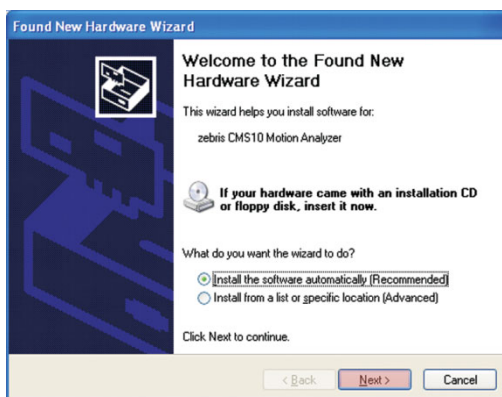 Found New Hardware Wizard
Welcome to the Found New
Hardware Wizard
This wizard helps you install software for:
zebris CMS10 Motion Analyzer
If your hardware came with an installation CD
or floppy disk, insert it now.
What do you want the wizard to do?
Install the software automatically (Recommended)
Install from a list or specific location (Advanced)
Click Next to continue.
< Back Next > Cancel